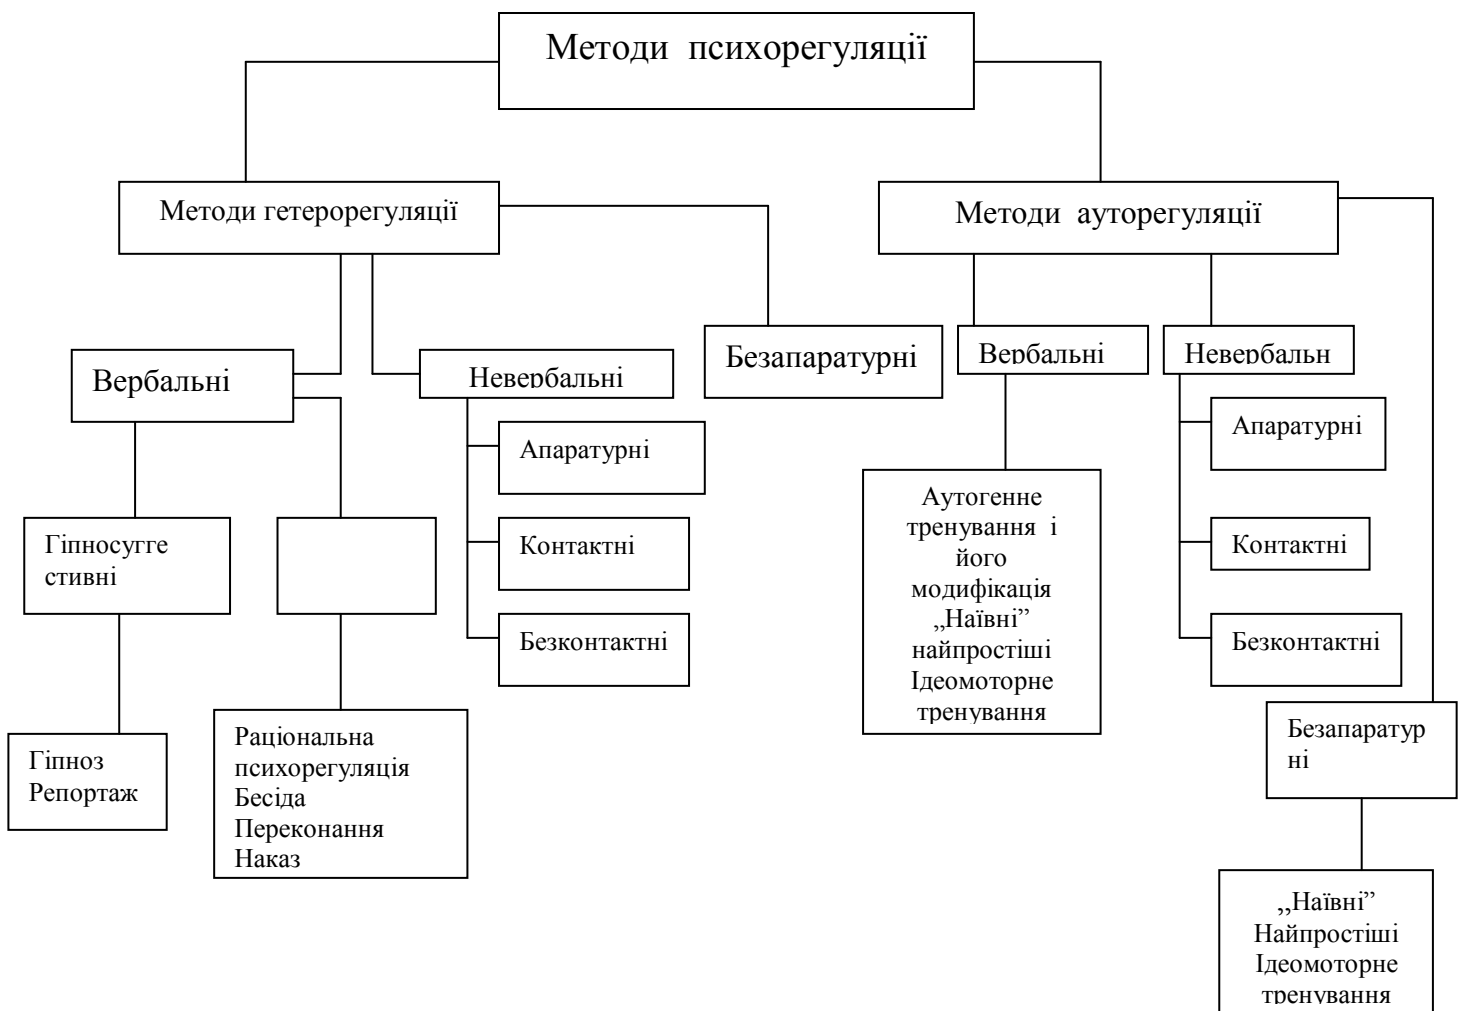 Методи психорегуляції
Методи гетерорегуляції
Методи ауторегуляції
Вербальні
Невербальні
Безапаратурні
Вербальні
Невербальн
Апаратурні
Контактні
Безконтактні
Гіпносугге
стивні
Гіпноз
Репортаж
Раціональна
психорегуляція
Бесіда
Переконання
Наказ
Аутогенне
тренування і
його
модифікація
„Наївні”
найпростіші
Ідеомоторне
тренування
Апаратурні
Контактні
Безконтактні
Безапаратур
ні
„Наївні”
Найпростіші
Ідеомоторне
тренування